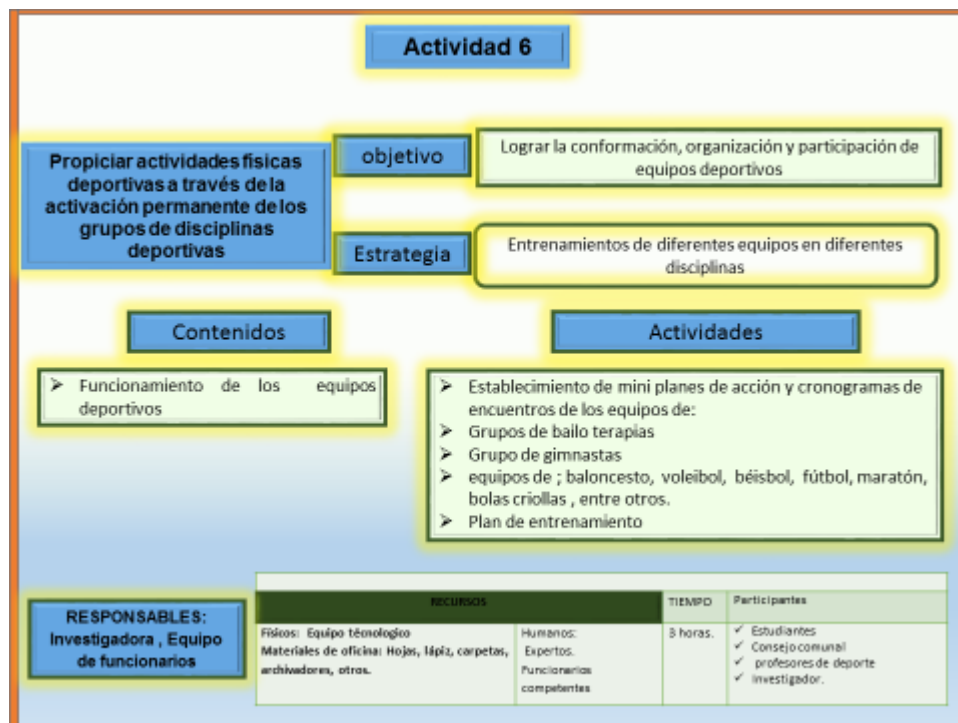 Actividad 6
Propiciar actividades físicas
deportivas a través de la
activación permanente de los
grupos de disciplinas
deportivas
objetivo
Lograr la conformación, organización y participación de
equipos deportivos
Estrategia
Entrenamientos de diferentes equipos en diferentes
disciplinas
Contenidos
➢ Funcionamiento de los equipos
deportivos
Actividades
➢ Establecimiento de mini planes de acción y cronogramas de
encuentros de los equipos de:
➢ Grupos de bailo terapias
➢ Grupo de gimnastas
➢ equipos de ; baloncesto, voleibol, béisbol, fútbol, maratón,
bolas criollas , entre otros.
➢ Plan de entrenamiento
RESPONSABLES:
Investigadora , Equipo
de funcionarios
RECURSOS
Físicos: Equipo técnologico
Materiales de oficina: Hojas, lápiz, carpetas,
archivadores, otros.
Humanos:
Expertos.
Funcionarios
competentes
TIEMPO
3 horas.
Participantes
✓ Estudiantes
✓ Consejo comunal
✓ profesores de deporte
✓ Investigador.